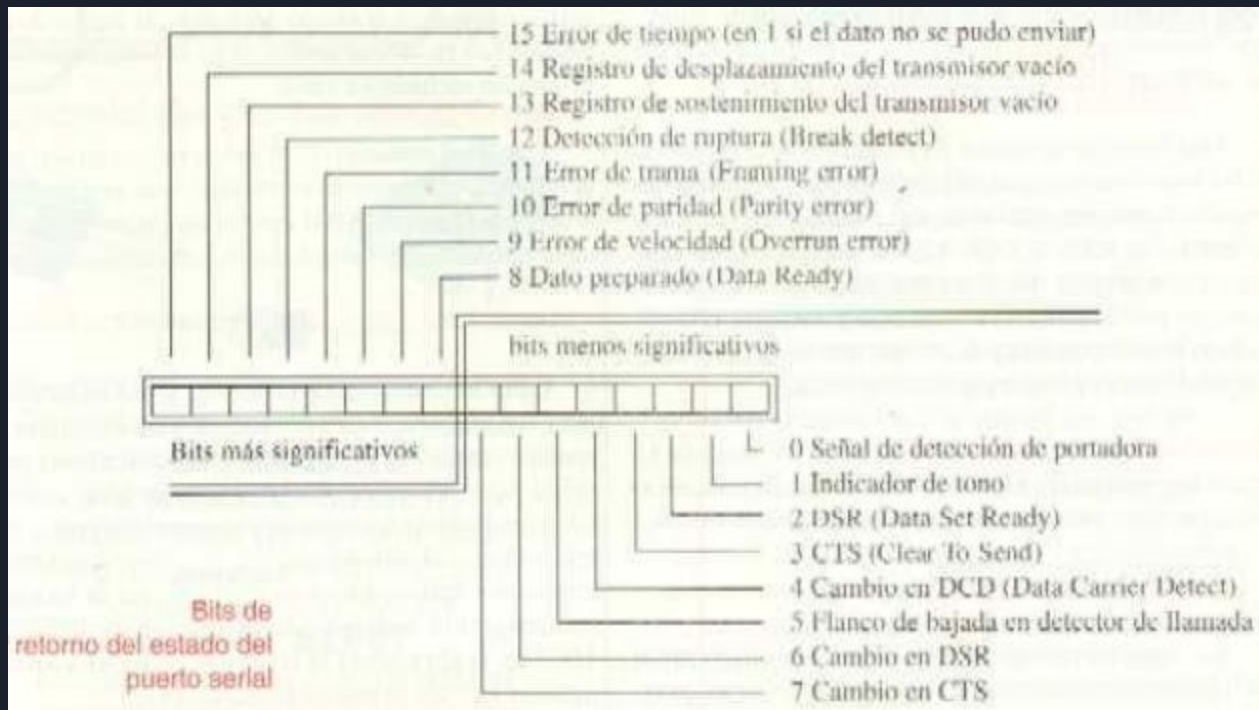 15 Error de tiempo (en 1 si el dato no se pudo enviar)
14 Registro de desplazamiento del transmisor vacío
13 Registro de sostenimiento del transmisor vacío
12 Detección de ruptura (Break detect)
11 Error de trama (Framing error)
10 Error de paridad (Parity error)
9 Error de velocidad (Overrun error)
8 Dato preparado (Data Ready)
bits menos significativos
Bits más significativos
0 Señal de detección de portadora
1 Indicador de tono
2 DSR (Data Set Ready)
3 CTS (Clear To Send)
4 Cambio en DCD (Data Carrier Detect)
5 Flanco de bajada en detector de llamada
6 Cambio en DSR
7 Cambio en CTS
Bits de
retorno del estado del
puerto serial